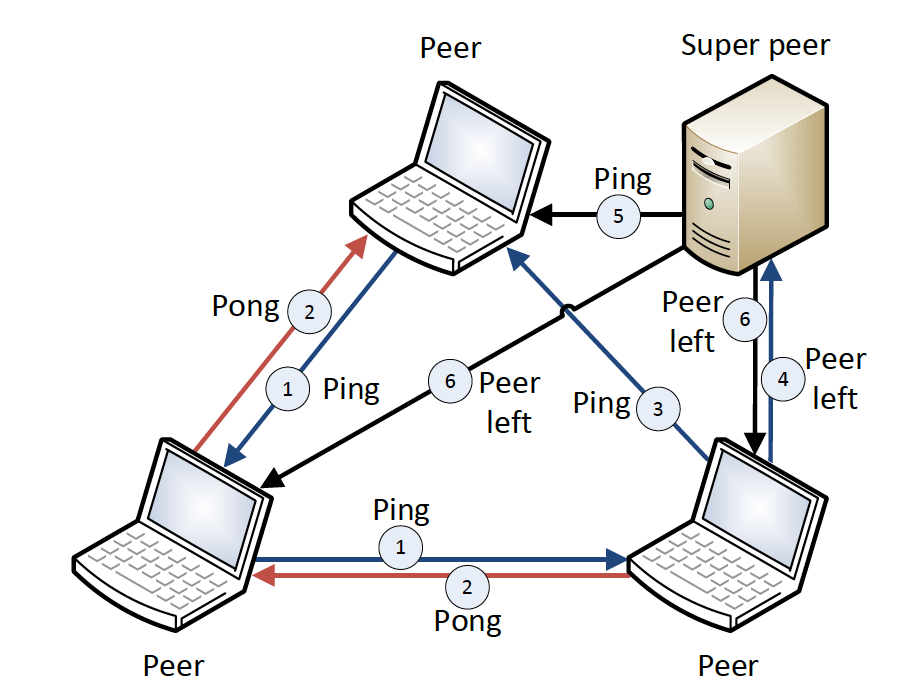 Peer
Super peer
Ping
5
Pong
2
Peer
left
6
1
Ping
6
Peer
left
4
Peer
left
Ping
3
Ping
1
2
Pong
Peer
Peer